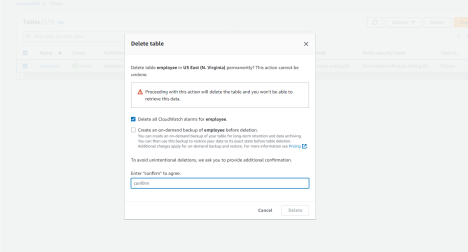 Tables
Delete table
Delete table employee in US East (N. Virginia) permanently? This action cannot be
undone.
Proceeding with this action will delete the table and you won't be able to
retrieve this data.
Delete all CloudWatch alarms for employee.
Create an on-demand backup of employee before deletion.
You can create an on-demand backup of your table for long-term retention and data archiving.
You can then use this backup to restore your data to its exact state before table deletion.
Additional charges apply for on-demand backup and restore. For more information see Pricing
To avoid unintentional deletions, we ask you to provide additional confirmation.
Enter "confirm" to agree:
confirm
Cancel
Delete